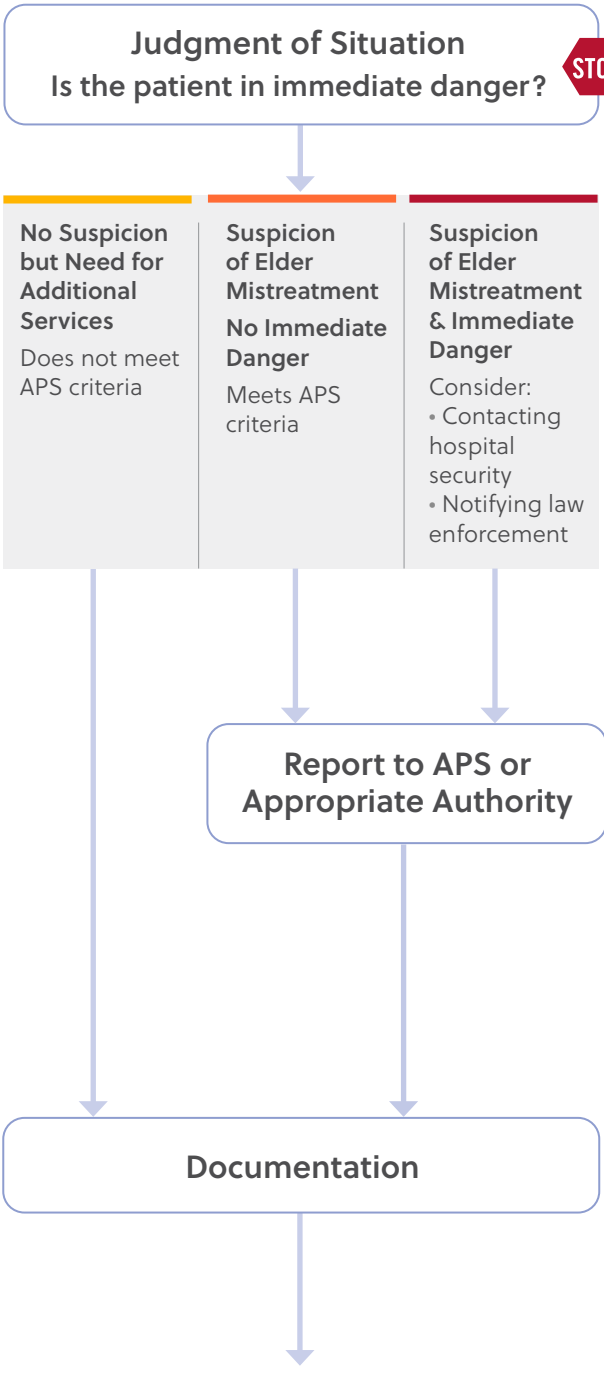 Judgment of Situation
Is the patient in immediate danger?
STO
No Suspicion
but Need for
Additional
Services
Does not meet
APS criteria
Suspicion
of Elder
Mistreatment
No Immediate
Danger
Meets APS
criteria
Suspicion
of Elder
Mistreatment
& Immediate
Danger
Consider:
• Contacting
hospital
security
• Notifying law
enforcement
Report to APS or
Appropriate Authority
Documentation